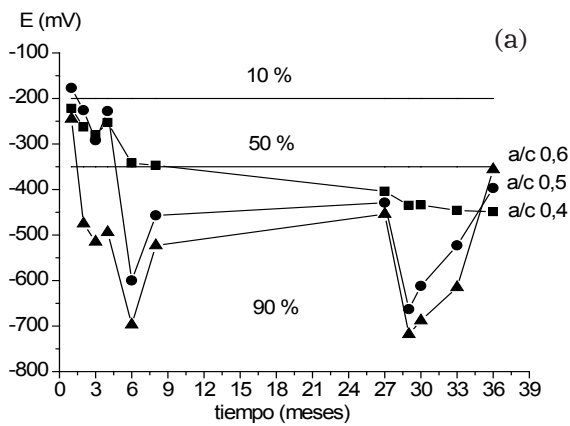 E (mV)
(a)
-100
-200
-300
-400
-500
-600
-700
-800
10 %
50 %
90 %
a/c 0,6
a/c 0,5
a/c 0,4
0 3 6 9 12 15 18 21 24 27 30 33 36 39
tiempo (meses)